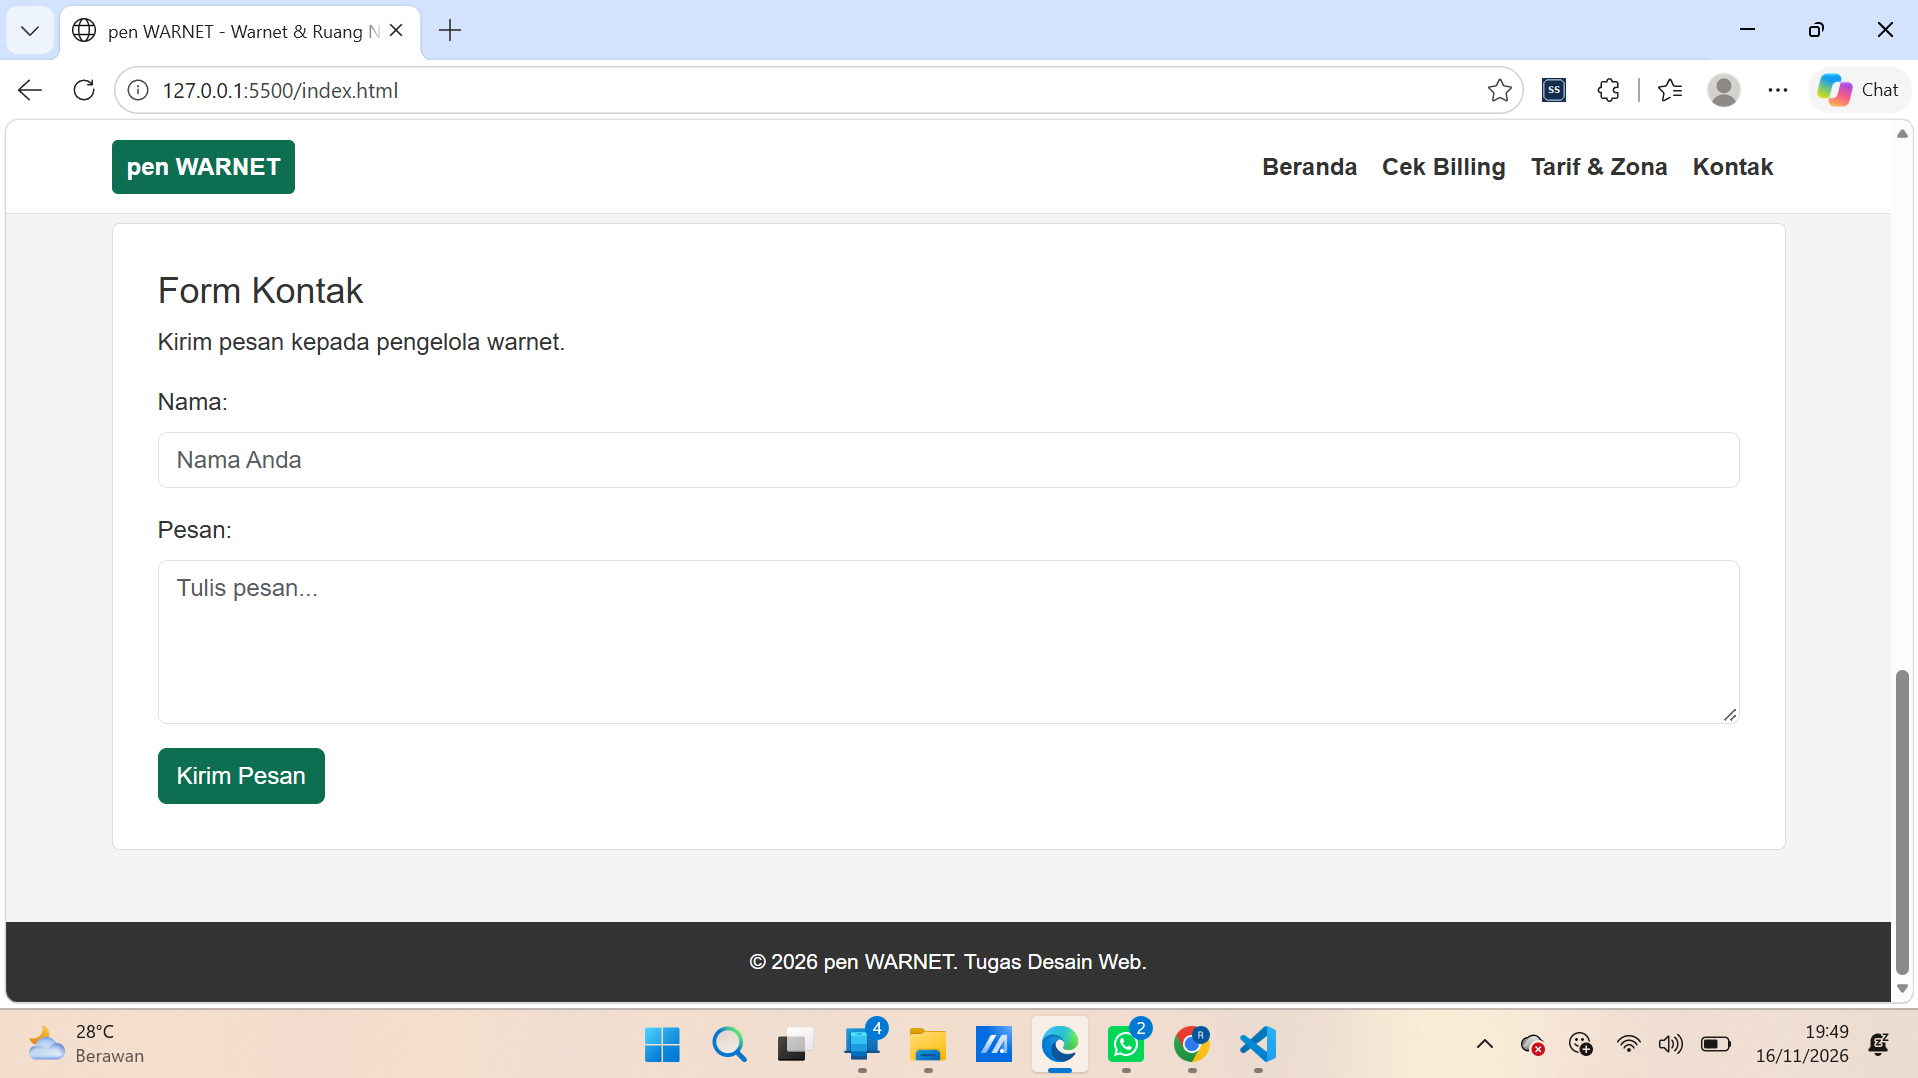 pen WARNET - Warnet & Ruang N
127.0.0.1:5500/index.html
SS
Chat
pen WARNET
Beranda
Cek Billing
Tarif & Zona
Kontak
Form Kontak
Kirim pesan kepada pengelola warnet.
Nama:
Nama Anda
Pesan:
Tulis pesan...
Kirim Pesan
© 2026 pen WARNET. Tugas Desain Web.
28°C
Berawan
4
2
R
19:49
16/11/2026